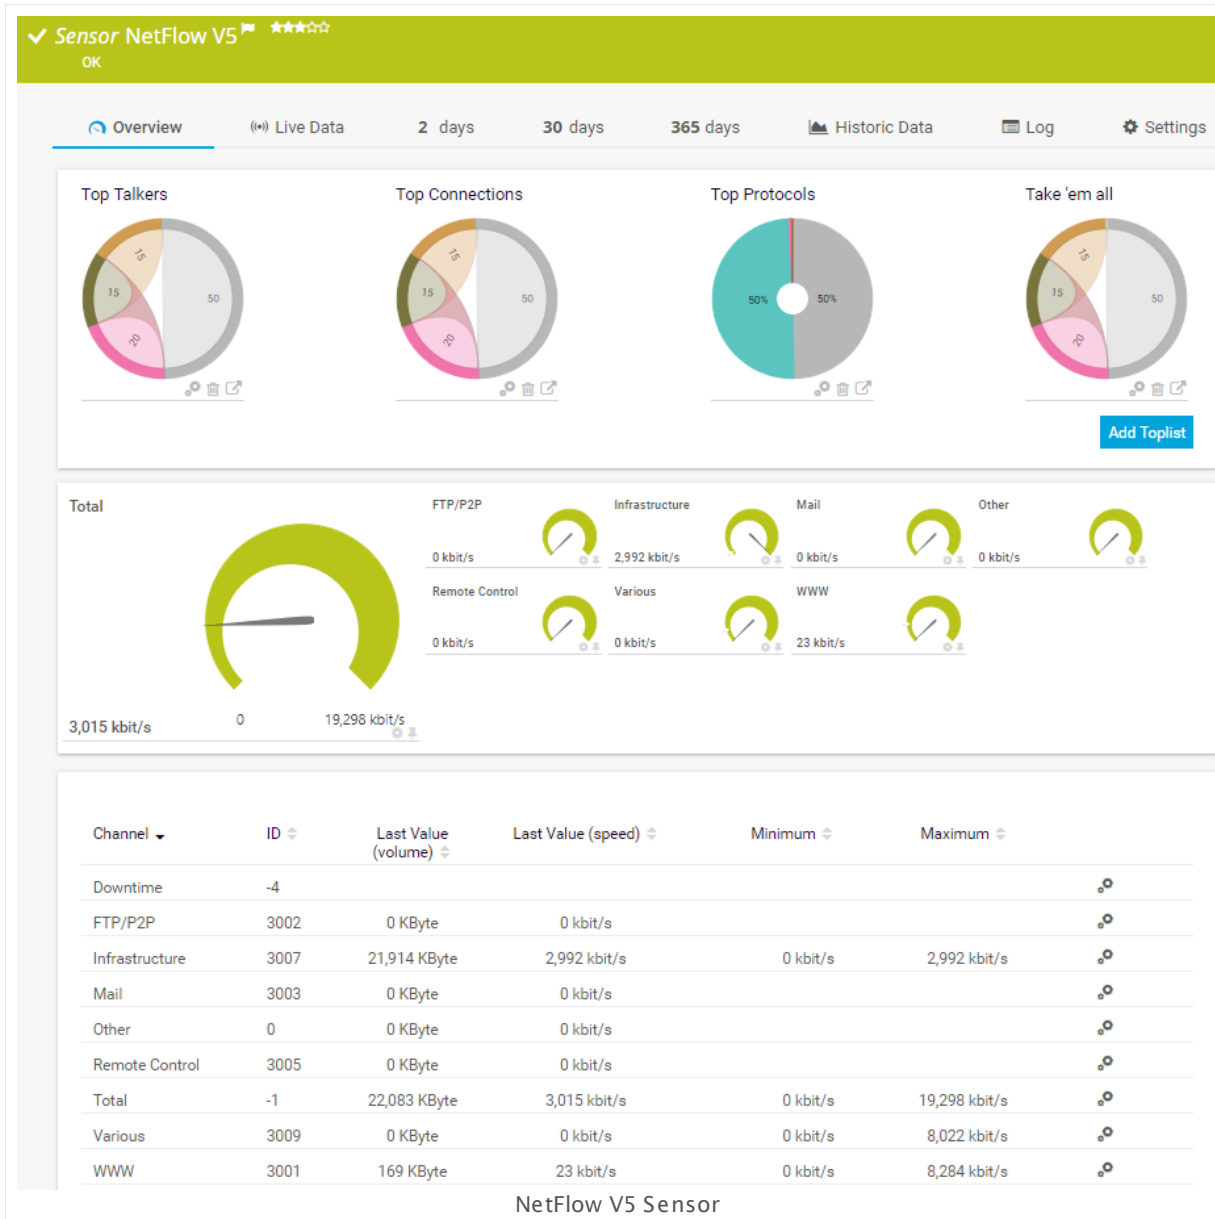 Sensor NetFlow V5
OK
Overview Live Data 2 days 30 days 365 days Historic Data Log Settings
Top Talkers Top Connections Top Protocols Take 'em all
15 15 20 50
15 15 20 50
50% 50%
15 15 20 50
Add Toplist
Total
0 19,298 kbit/s
3,015 kbit/s
FTP/P2P Infrastructure Mail Other
0 kbit/s 2,992 kbit/s 0 kbit/s 0 kbit/s
Remote Control Various WWW
0 kbit/s 0 kbit/s 23 kbit/s
Channel ID Last Value (speed) Minimum Maximum
Last Value
(volume)
Downtime -4
FTP/P2P 3002 0 KByte 0 kbit/s
Infrastructure 3007 21,914 KByte 2,992 kbit/s 0 kbit/s 2,992 kbit/s
Mail 3003 0 KByte 0 kbit/s
Other 0 0 KByte 0 kbit/s
Remote Control 3005 0 KByte 0 kbit/s
Total -1 22,083 KByte 3,015 kbit/s 0 kbit/s 19,298 kbit/s
Various 3009 0 KByte 0 kbit/s 0 kbit/s 8,022 kbit/s
WWW 3001 169 KByte 23 kbit/s 0 kbit/s 8,284 kbit/s
NetFlow V5 Sensor